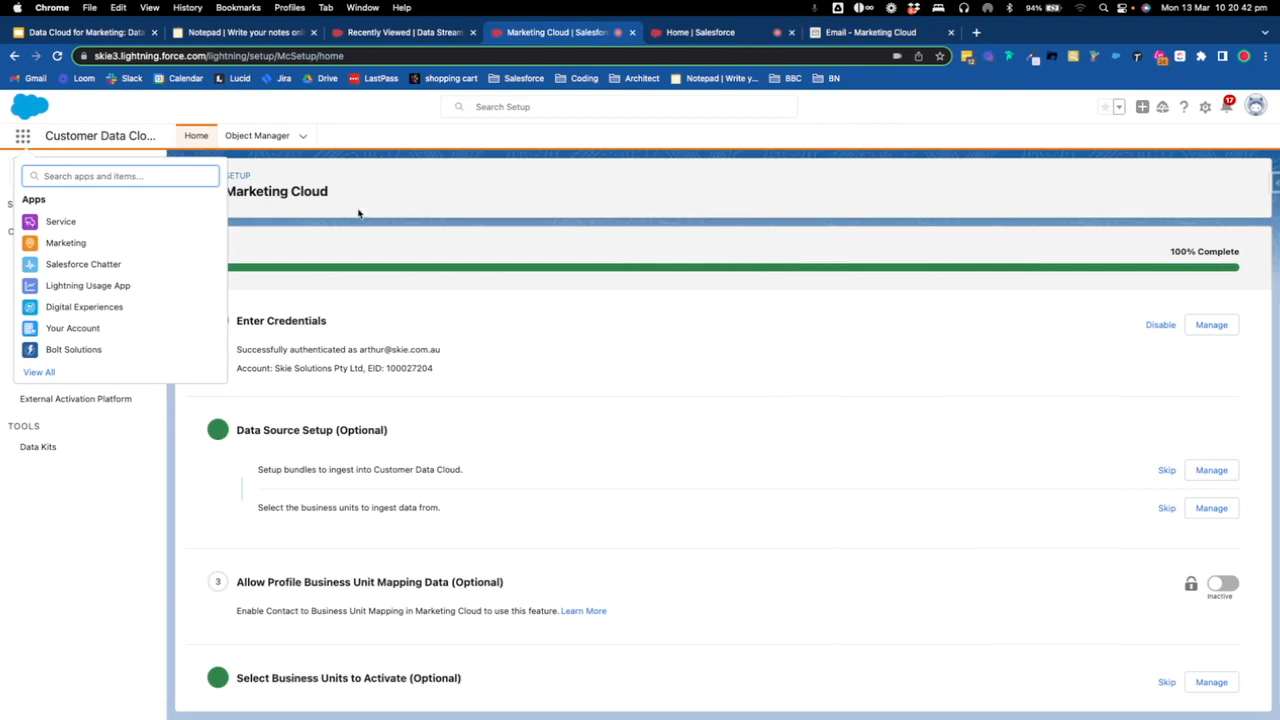 Chrome File Edit View History Bookmarks Profiles Tab Window Help 94% Mon 13 Mar 10 20 42 pm
Data Cloud for Marketing: Data Notepad | Write your notes onl Recently Viewed | Data Stream Marketing Cloud | Salesfor Home | Salesforce Email - Marketing Cloud
skie3.lightning.force.com/lightning/setup/McSetup/home
Gmail Loom Slack Calendar Lucid Jira Drive LastPass shopping cart Salesforce Coding Architect Notepad | Write y... BBC BN
Search Setup
17
Customer Data Clo... Home Object Manager
Search apps and items...
Apps
Service
Marketing
Salesforce Chatter
Lightning Usage App
Digital Experiences
Your Account
Bolt Solutions
View All
External Activation Platform
TOOLS
Data Kits
SETUP
Marketing Cloud
100% Complete
Enter Credentials
Disable Manage
Successfully authenticated as arthur@skie.com.au
Account: Skie Solutions Pty Ltd, EID: 100027204
Data Source Setup (Optional)
Setup bundles to ingest into Customer Data Cloud.
Skip Manage
Select the business units to ingest data from.
Skip Manage
3 Allow Profile Business Unit Mapping Data (Optional)
Inactive
Enable Contact to Business Unit Mapping in Marketing Cloud to use this feature. Learn More
Select Business Units to Activate (Optional)
Skip Manage